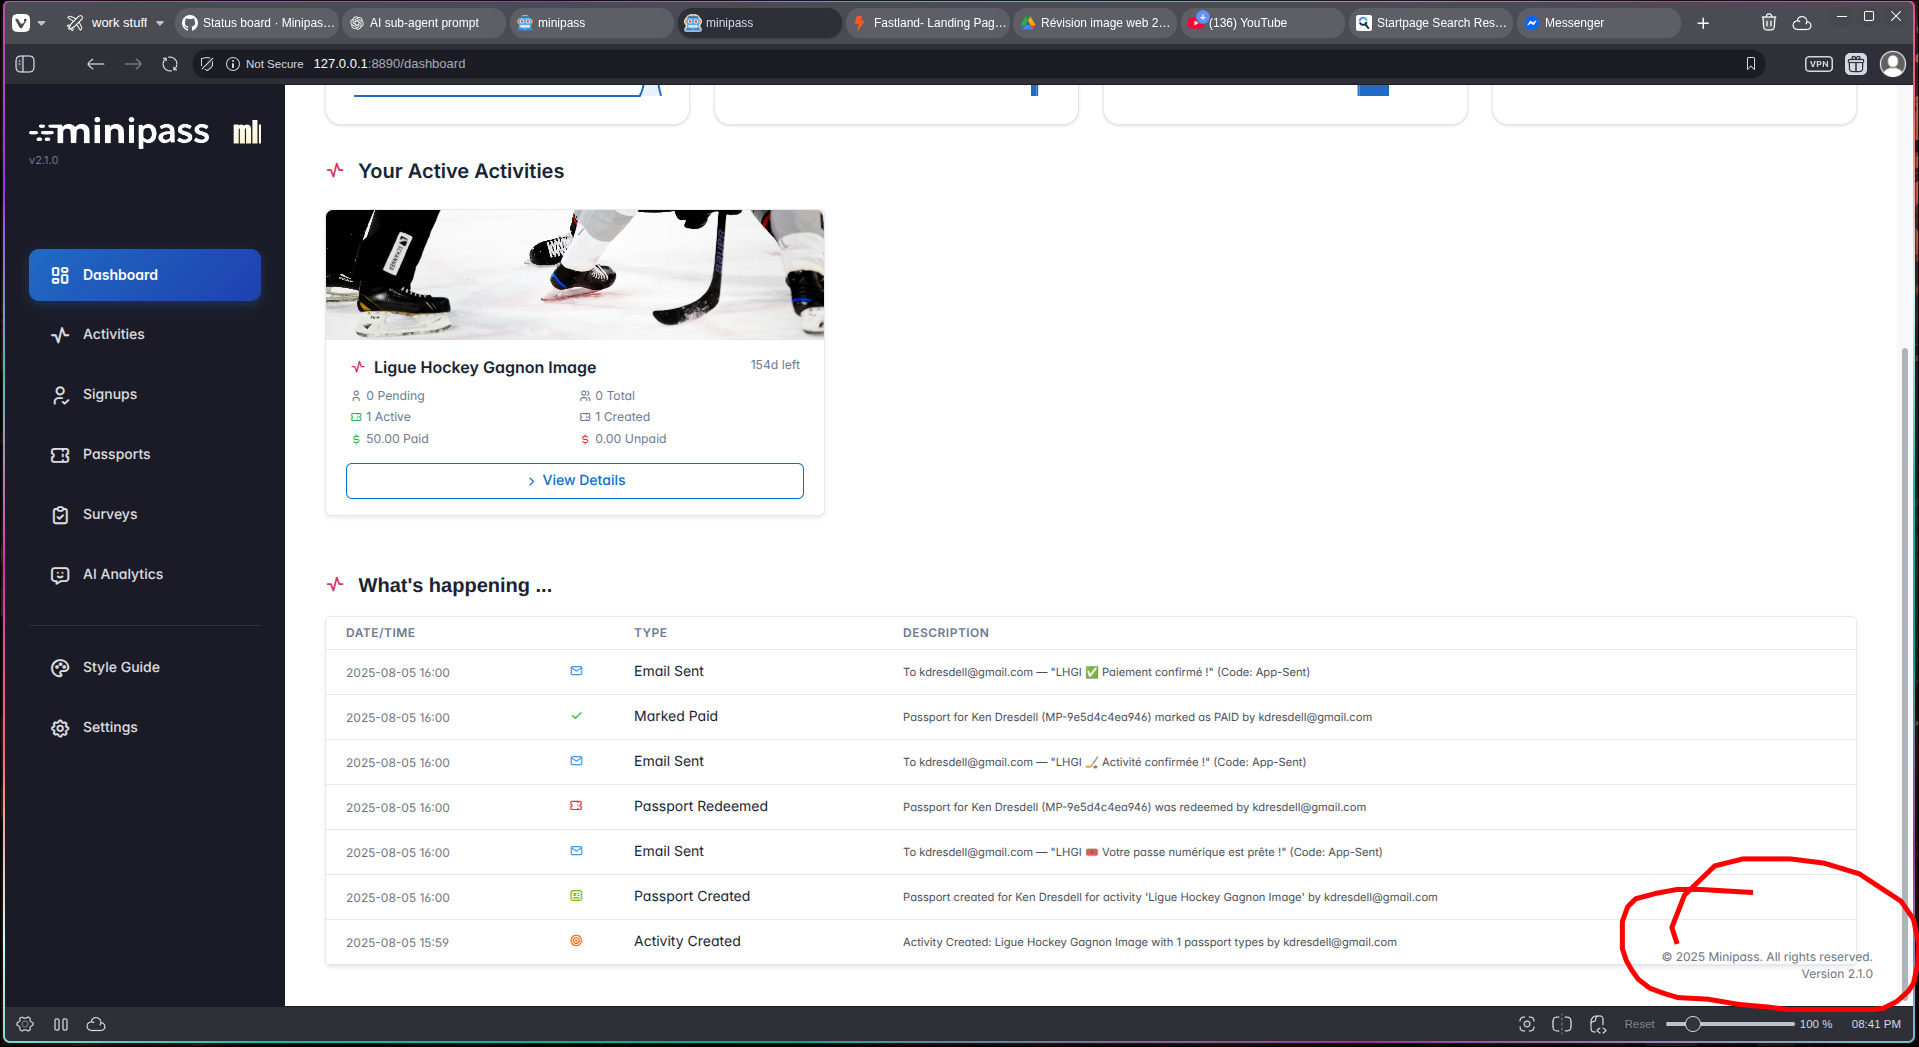 work stuff
Status board · Minipas...
AI sub-agent prompt
minipass
minipass
Fastland- Landing Pag...
Révision image web 2...
(136) YouTube
Startpage Search Res...
Messenger
Not Secure 127.0.0.1:8890/dashboard
VPN
minipass
v2.1.0
Dashboard
Activities
Signups
Passports
Surveys
AI Analytics
Style Guide
Settings
Your Active Activities
Ligue Hockey Gagnon Image 154d left
0 Pending 0 Total
1 Active 1 Created
$ 50.00 Paid $ 0.00 Unpaid
> View Details
What's happening ...
DATE/TIME TYPE DESCRIPTION
2025-08-05 16:00 Email Sent To kdresdell@gmail.com — "LHGI ✅ Paiement confirmé !" (Code: App-Sent)
2025-08-05 16:00 Marked Paid Passport for Ken Dresdell (MP-9e5d4c4ea946) marked as PAID by kdresdell@gmail.com
2025-08-05 16:00 Email Sent To kdresdell@gmail.com — "LHGI 🏒 Activité confirmée !" (Code: App-Sent)
2025-08-05 16:00 Passport Redeemed Passport for Ken Dresdell (MP-9e5d4c4ea946) was redeemed by kdresdell@gmail.com
2025-08-05 16:00 Email Sent To kdresdell@gmail.com — "LHGI 🎟️ Votre passe numérique est prête !" (Code: App-Sent)
2025-08-05 16:00 Passport Created Passport created for Ken Dresdell for activity 'Ligue Hockey Gagnon Image' by kdresdell@gmail.com
2025-08-05 15:59 Activity Created Activity Created: Ligue Hockey Gagnon Image with 1 passport types by kdresdell@gmail.com
© 2025 Minipass. All rights reserved.
Version 2.1.0
Reset 100 % 08:41 PM